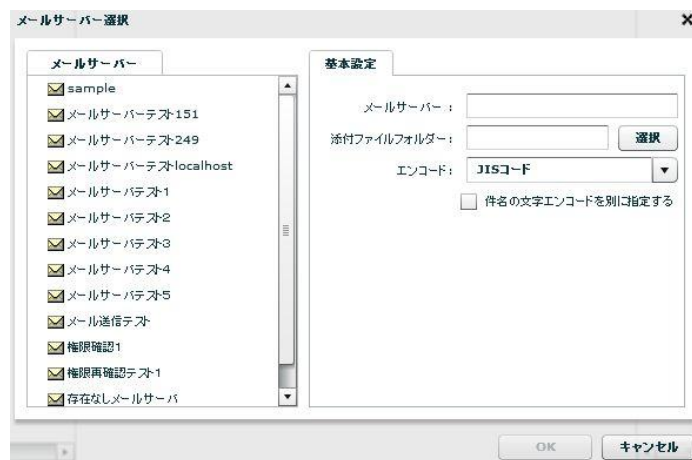 メールサーバー選択
メールサーバー
sample
メールサーバーテスト151
メールサーバーテスト249
メールサーバーテストlocalhost
メールサーバテスト1
メールサーバテスト2
メールサーバテスト3
メールサーバテスト4
メールサーバテスト5
メール送信テスト
権限確認1
権限再確認テスト1
存在なしメールサーバ
基本設定
メールサーバー :
添付ファイルフォルダー: 選択
エンコード: JISコード
件名の文字エンコードを別に指定する
OK キャンセル